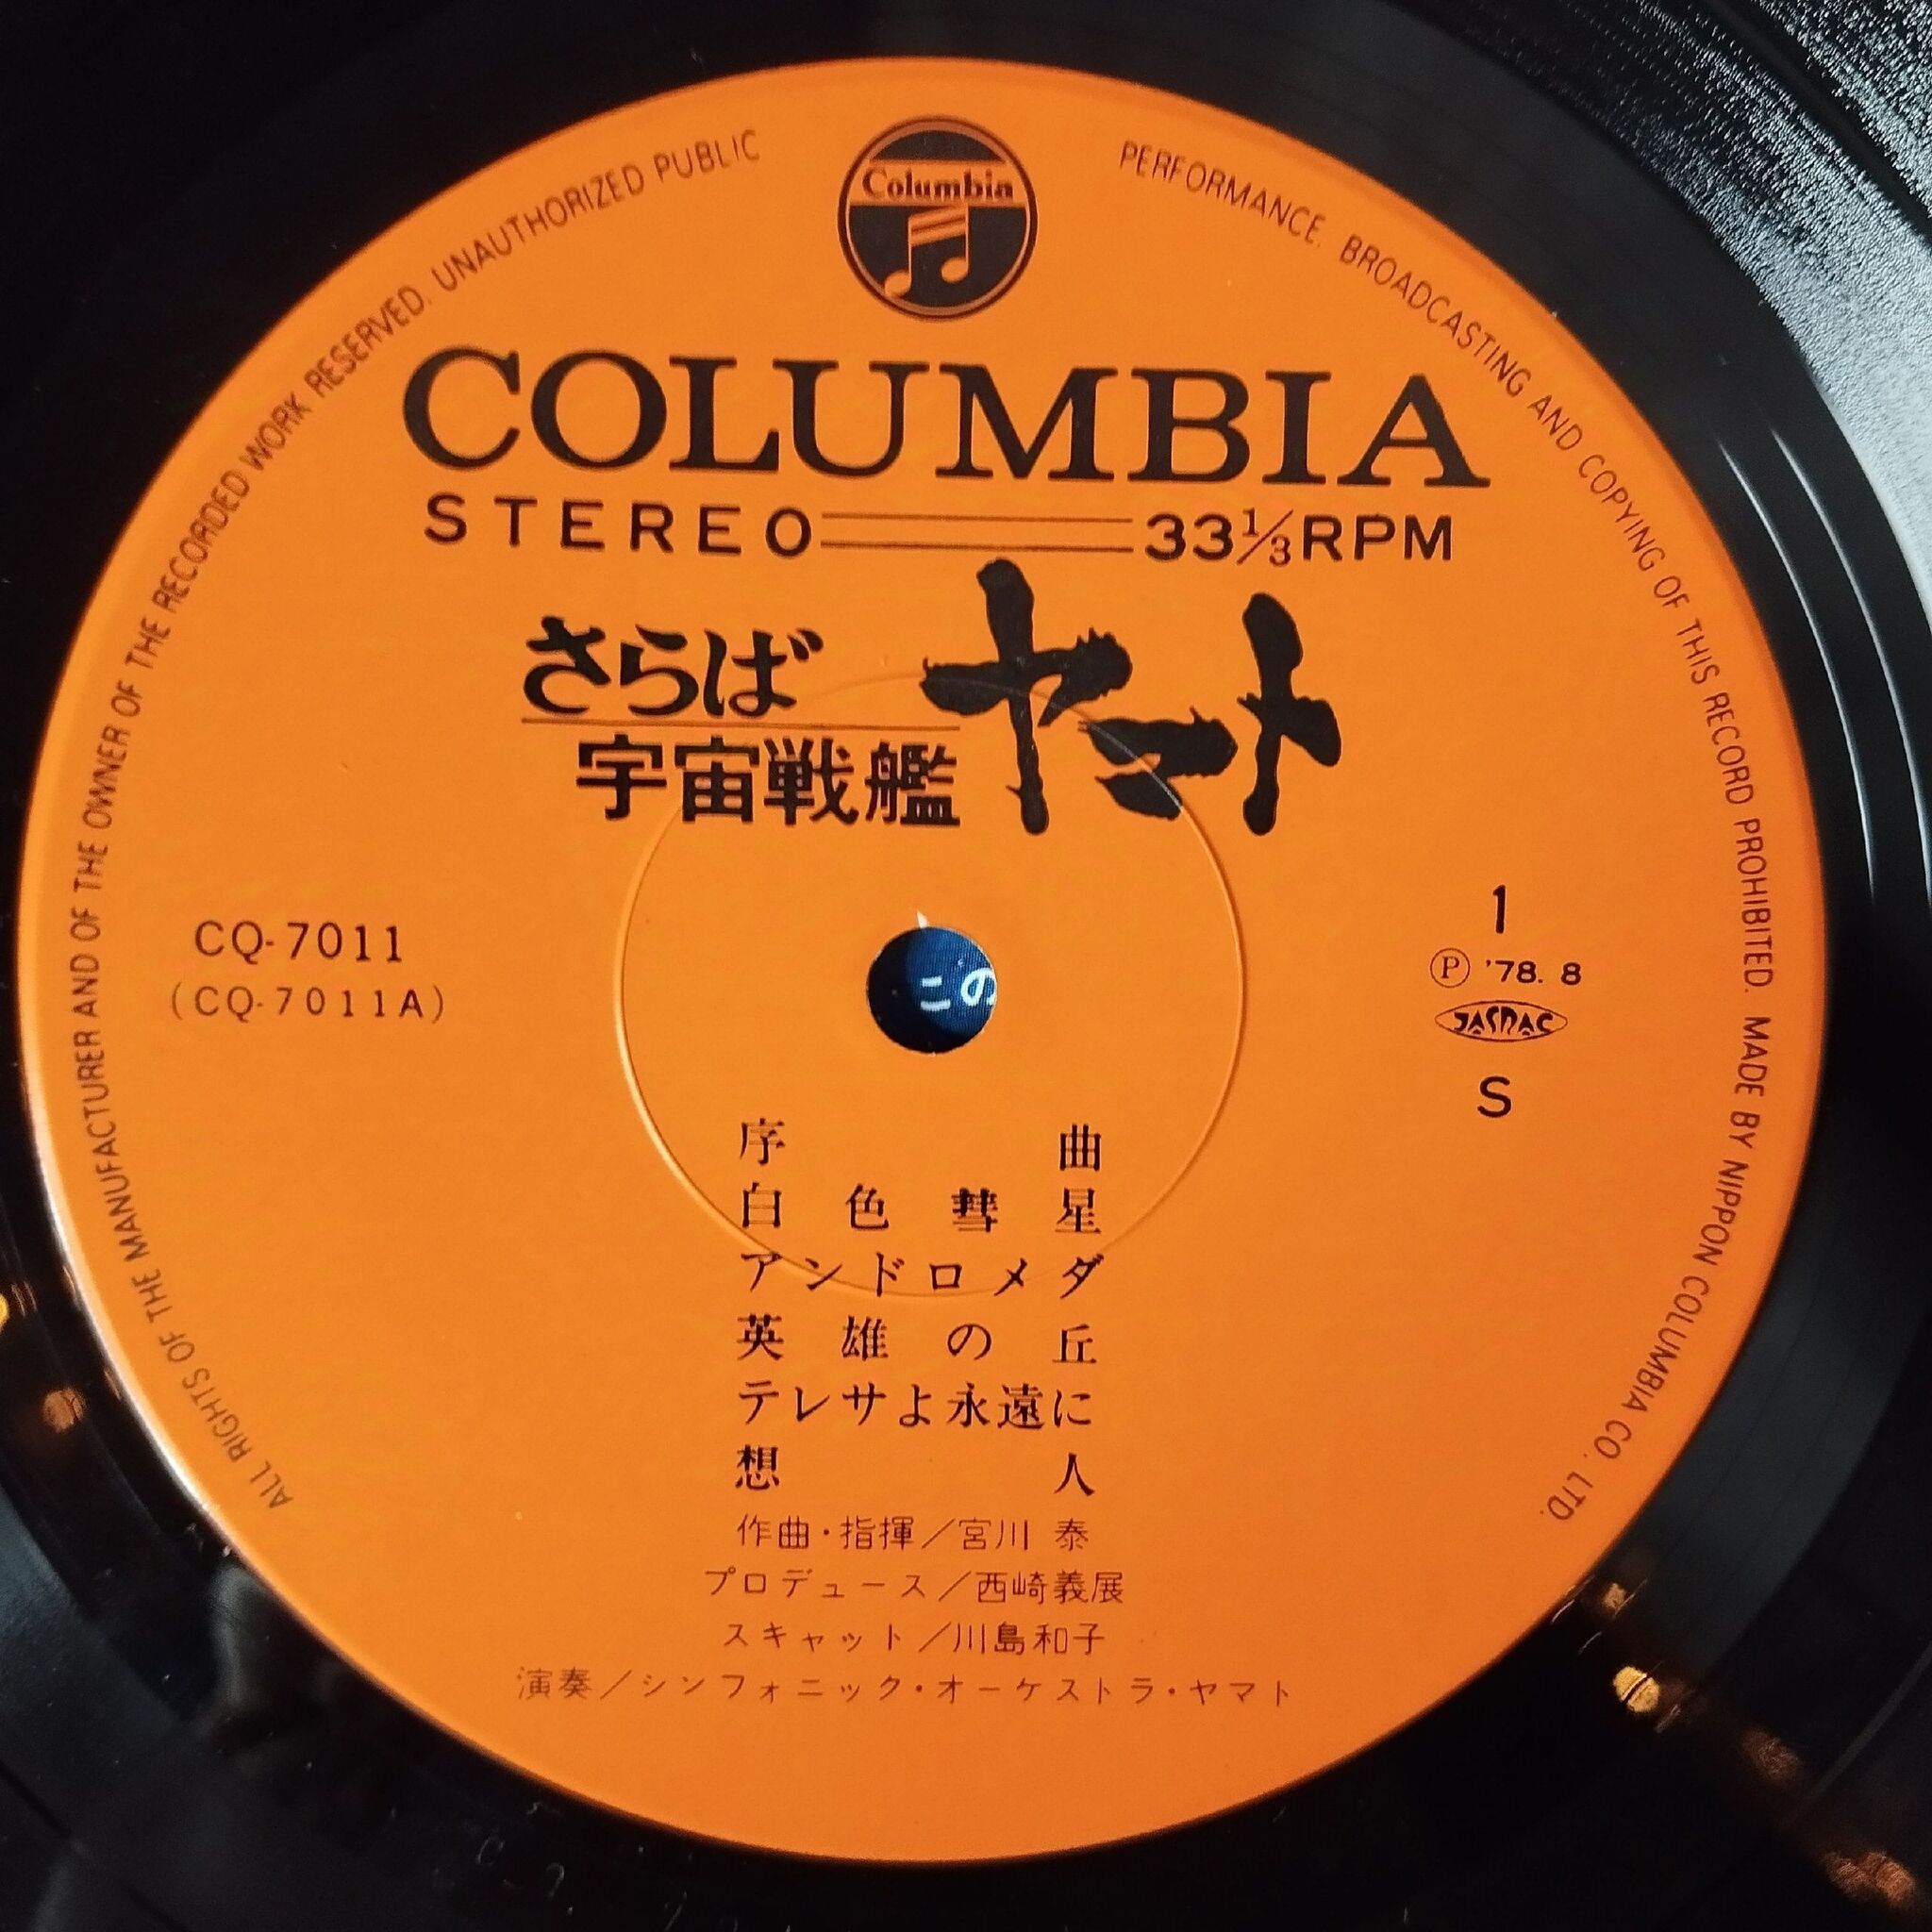 ALL RIGHTS OF THE MANUFACTURER AND OF THE OWNER OF THE RECORDED WORK RESERVED. UNAUTHORIZED PUBLIC PERFORMANCE. BROADCASTING AND COPYING OF THIS RECORD PROHIBITED. MADE BY NIPPON COLUMBIA CO., LTD.
Columbia
COLUMBIA
STEREO 33⅓RPM
さらば
宇宙戦艦
ヤマト
CQ-7011
(CQ-7011A)
1
Ⓟ '78. 8
JASRAC
S
この
序曲
白色彗星
アンドロメダ
英雄の丘
テレサよ永遠に
想人
作曲・指揮／宮川 泰
プロデュース／西崎義展
スキャット／川島和子
演奏／シンフォニック・オーケストラ・ヤマト